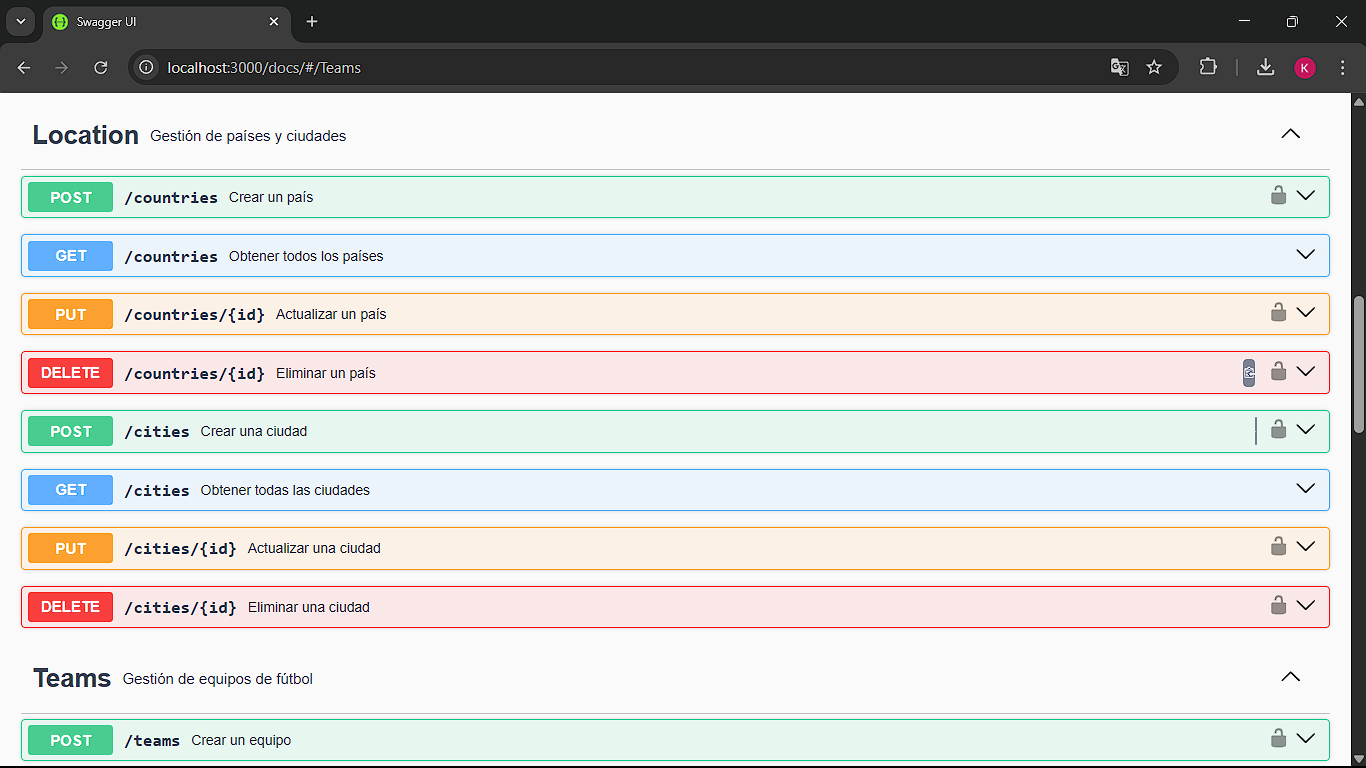 Swagger UI
localhost:3000/docs/#/Teams
K
Location Gestión de países y ciudades
POST /countries Crear un país
GET /countries Obtener todos los países
PUT /countries/{id} Actualizar un país
DELETE /countries/{id} Eliminar un país
POST /cities Crear una ciudad
GET /cities Obtener todas las ciudades
PUT /cities/{id} Actualizar una ciudad
DELETE /cities/{id} Eliminar una ciudad
Teams Gestión de equipos de fútbol
POST /teams Crear un equipo